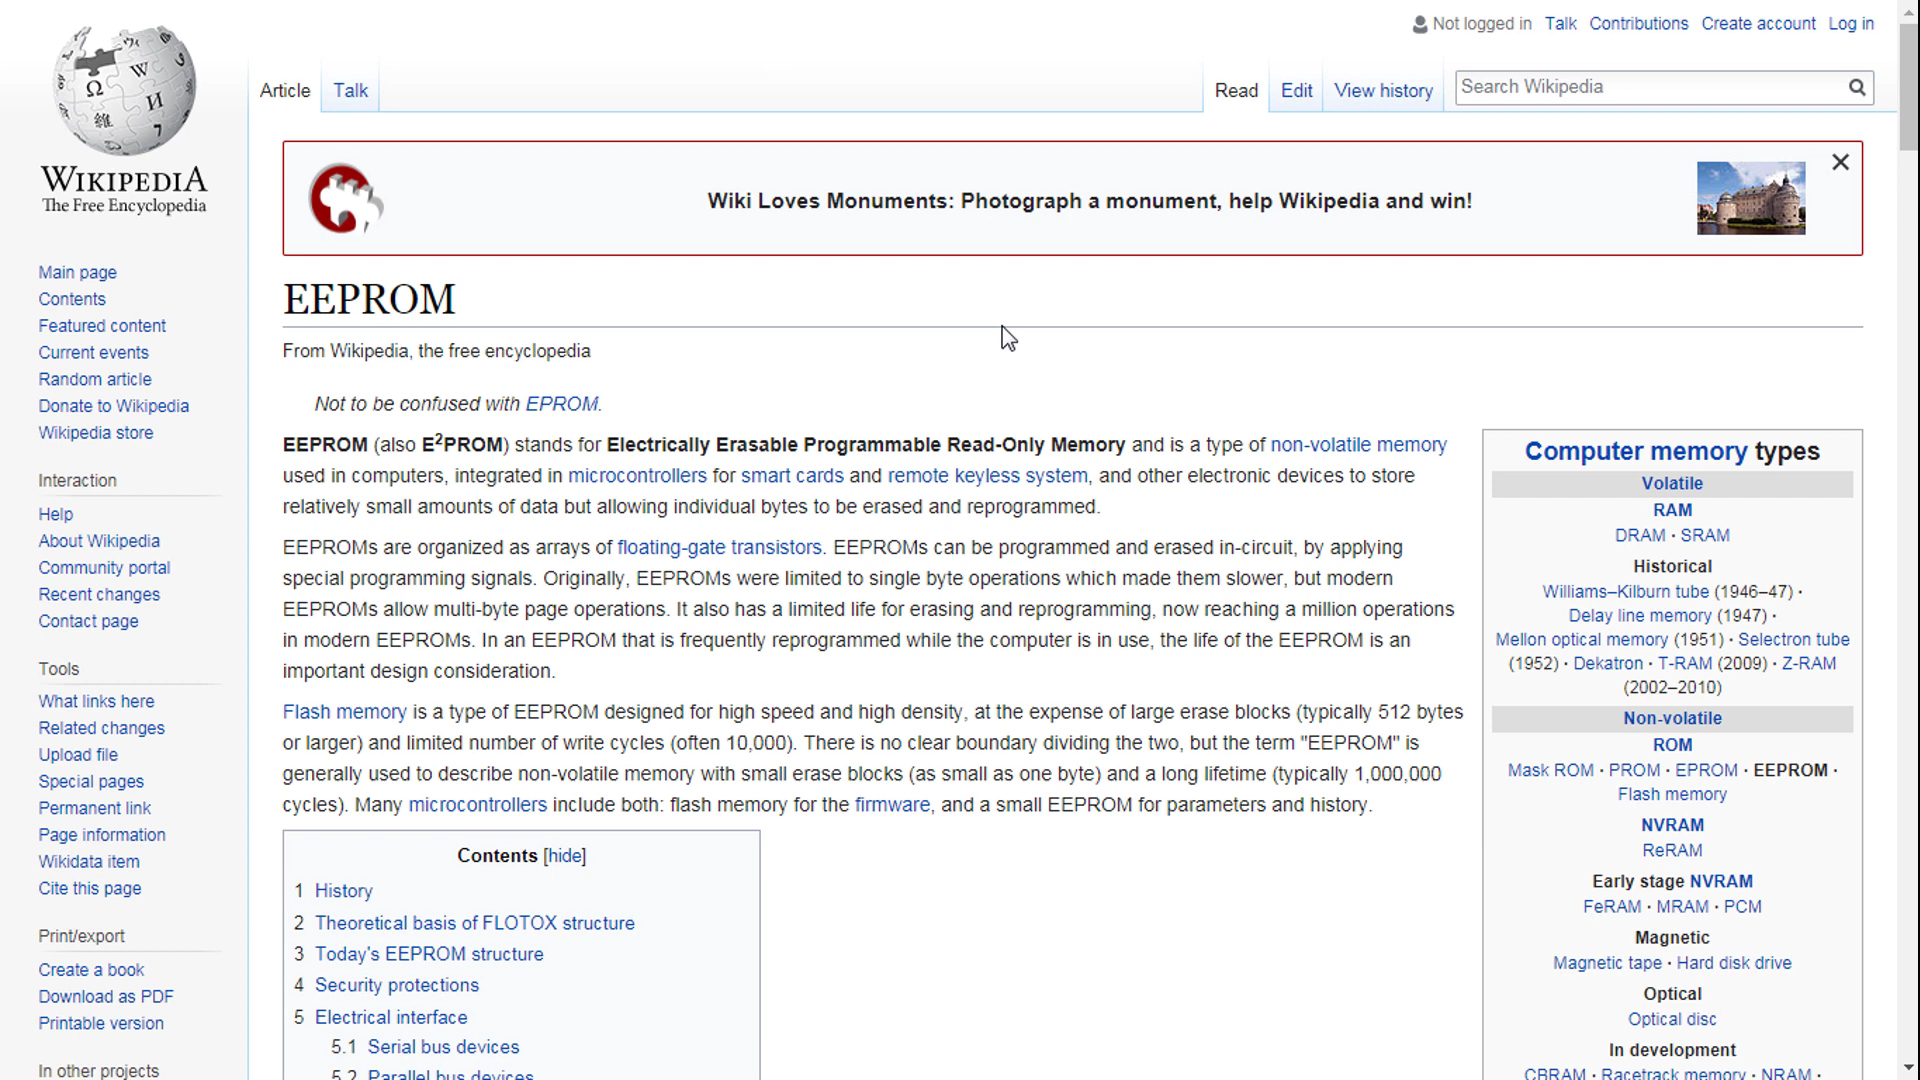 Not logged in Talk Contributions Create account Log in
Article Talk Read Edit View history Search Wikipedia
WIKIPEDIA
The Free Encyclopedia
Main page
Contents
Featured content
Current events
Random article
Donate to Wikipedia
Wikipedia store
Interaction
Help
About Wikipedia
Community portal
Recent changes
Contact page
Tools
What links here
Related changes
Upload file
Special pages
Permanent link
Page information
Wikidata item
Cite this page
Print/export
Create a book
Download as PDF
Printable version
In other projects
Wiki Loves Monuments: Photograph a monument, help Wikipedia and win!
EEPROM
From Wikipedia, the free encyclopedia
Not to be confused with EPROM.
EEPROM (also E²PROM) stands for Electrically Erasable Programmable Read-Only Memory and is a type of non-volatile memory
used in computers, integrated in microcontrollers for smart cards and remote keyless system, and other electronic devices to store
relatively small amounts of data but allowing individual bytes to be erased and reprogrammed.
EEPROMs are organized as arrays of floating-gate transistors. EEPROMs can be programmed and erased in-circuit, by applying
special programming signals. Originally, EEPROMs were limited to single byte operations which made them slower, but modern
EEPROMs allow multi-byte page operations. It also has a limited life for erasing and reprogramming, now reaching a million operations
in modern EEPROMs. In an EEPROM that is frequently reprogrammed while the computer is in use, the life of the EEPROM is an
important design consideration.
Flash memory is a type of EEPROM designed for high speed and high density, at the expense of large erase blocks (typically 512 bytes
or larger) and limited number of write cycles (often 10,000). There is no clear boundary dividing the two, but the term "EEPROM" is
generally used to describe non-volatile memory with small erase blocks (as small as one byte) and a long lifetime (typically 1,000,000
cycles). Many microcontrollers include both: flash memory for the firmware, and a small EEPROM for parameters and history.
Contents [hide]
1 History
2 Theoretical basis of FLOTOX structure
3 Today's EEPROM structure
4 Security protections
5 Electrical interface
5.1 Serial bus devices
5.2 Parallel bus devices
Computer memory types
Volatile
RAM
DRAM · SRAM
Historical
Williams–Kilburn tube (1946–47) ·
Delay line memory (1947) ·
Mellon optical memory (1951) · Selectron tube
(1952) · Dekatron · T-RAM (2009) · Z-RAM
(2002–2010)
Non-volatile
ROM
Mask ROM · PROM · EPROM · EEPROM ·
Flash memory
NVRAM
ReRAM
Early stage NVRAM
FeRAM · MRAM · PCM
Magnetic
Magnetic tape · Hard disk drive
Optical
Optical disc
In development
CBRAM · Racetrack memory · NRAM ·